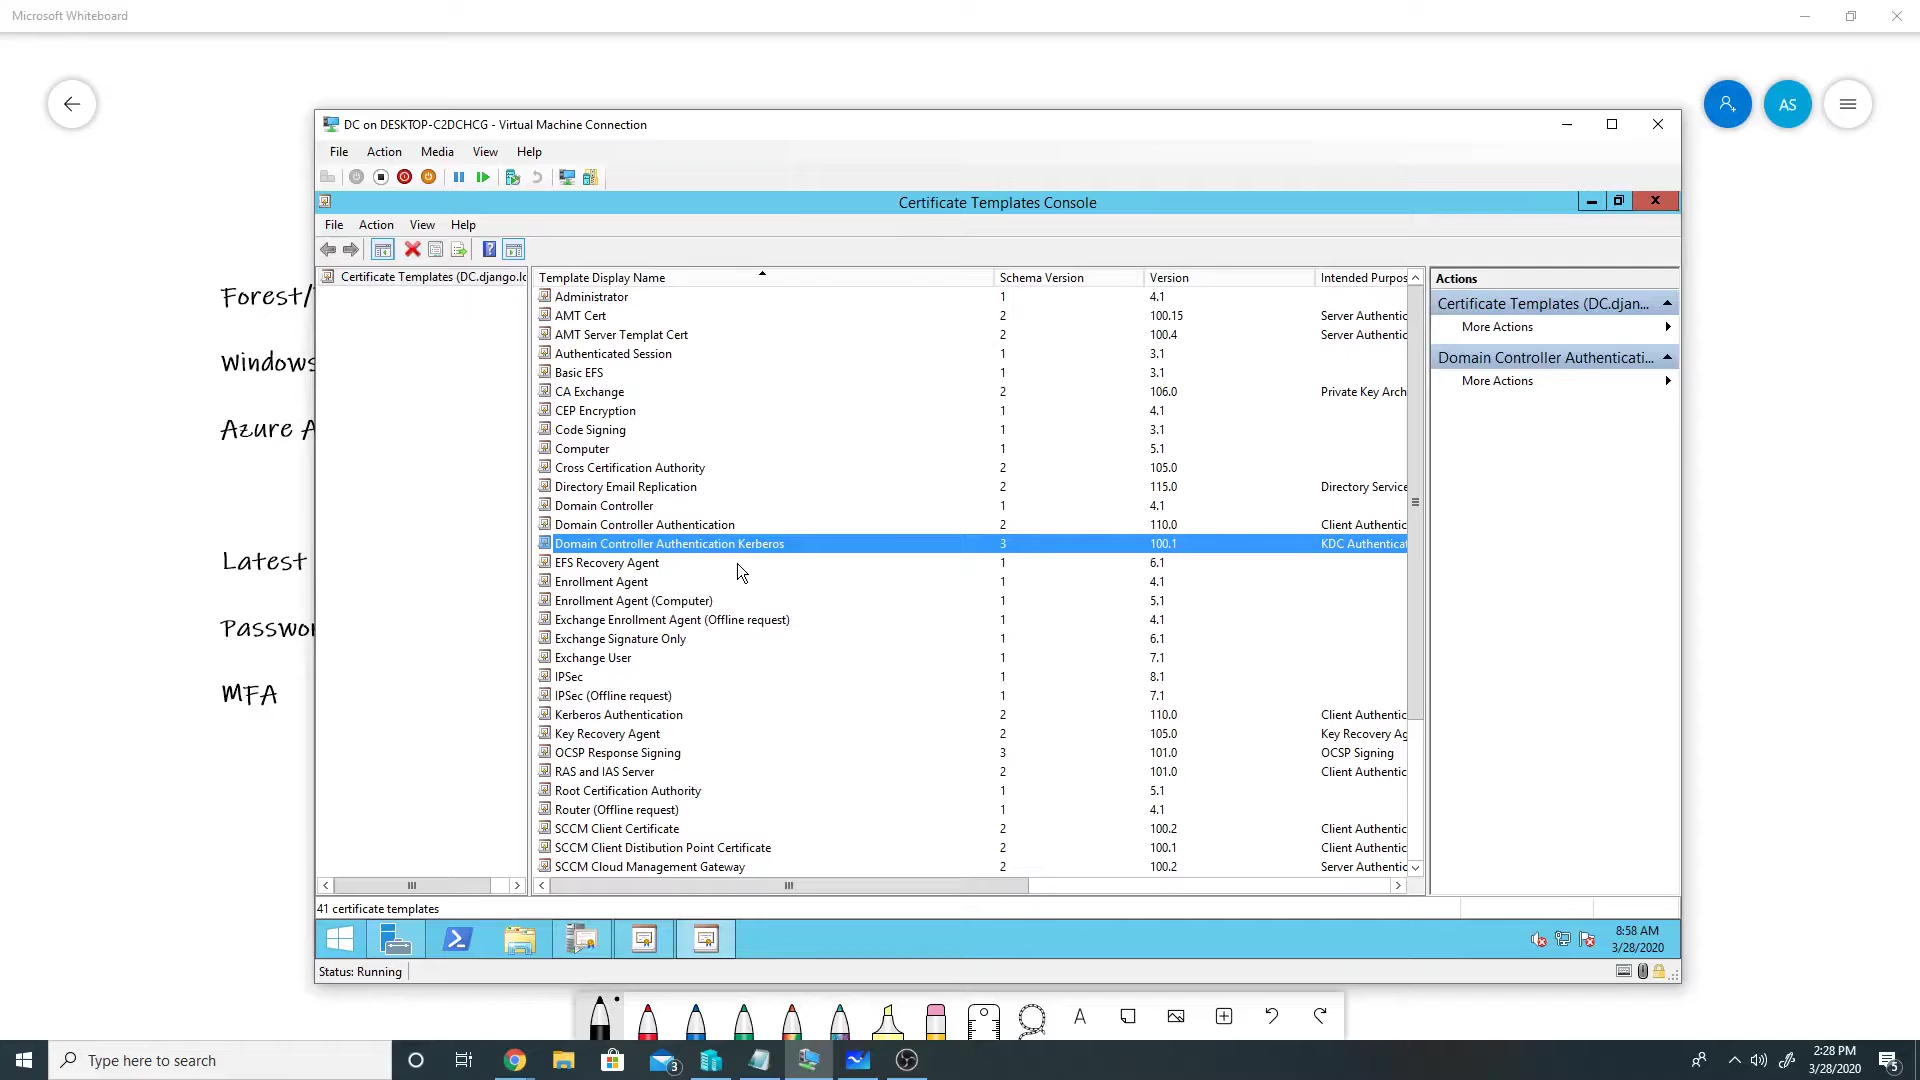 Microsoft Whiteboard
AS
DC on DESKTOP-C2DCHCG - Virtual Machine Connection
File Action Media View Help
Certificate Templates Console
File Action View Help
Certificate Templates (DC.django.lo
Template Display Name Schema Version Version Intended Purpos
Administrator 1 4.1
AMT Cert 2 100.15 Server Authentic
AMT Server Templat Cert 2 100.4 Server Authentic
Authenticated Session 1 3.1
Basic EFS 1 3.1
CA Exchange 2 106.0 Private Key Arch
CEP Encryption 1 4.1
Code Signing 1 3.1
Computer 1 5.1
Cross Certification Authority 2 105.0
Directory Email Replication 2 115.0 Directory Service
Domain Controller 1 4.1
Domain Controller Authentication 2 110.0 Client Authentic
Domain Controller Authentication Kerberos 3 100.1 KDC Authenticat
EFS Recovery Agent 1 6.1
Enrollment Agent 1 4.1
Enrollment Agent (Computer) 1 5.1
Exchange Enrollment Agent (Offline request) 1 4.1
Exchange Signature Only 1 6.1
Exchange User 1 7.1
IPSec 1 8.1
IPSec (Offline request) 1 7.1
Kerberos Authentication 2 110.0 Client Authentic
Key Recovery Agent 2 105.0 Key Recovery Ag
OCSP Response Signing 3 101.0 OCSP Signing
RAS and IAS Server 2 101.0 Client Authentic
Root Certification Authority 1 5.1
Router (Offline request) 1 4.1
SCCM Client Certificate 2 100.2 Client Authentic
SCCM Client Distibution Point Certificate 2 100.1 Client Authentic
SCCM Cloud Management Gateway 2 100.2 Server Authentic
Actions
Certificate Templates (DC.djan...
More Actions
Domain Controller Authenticati...
More Actions
41 certificate templates
8:58 AM
3/28/2020
Status: Running
Forest/
Windows
Azure A
Latest
Passwor
MFA
Type here to search
3
2:28 PM
3/28/2020
5